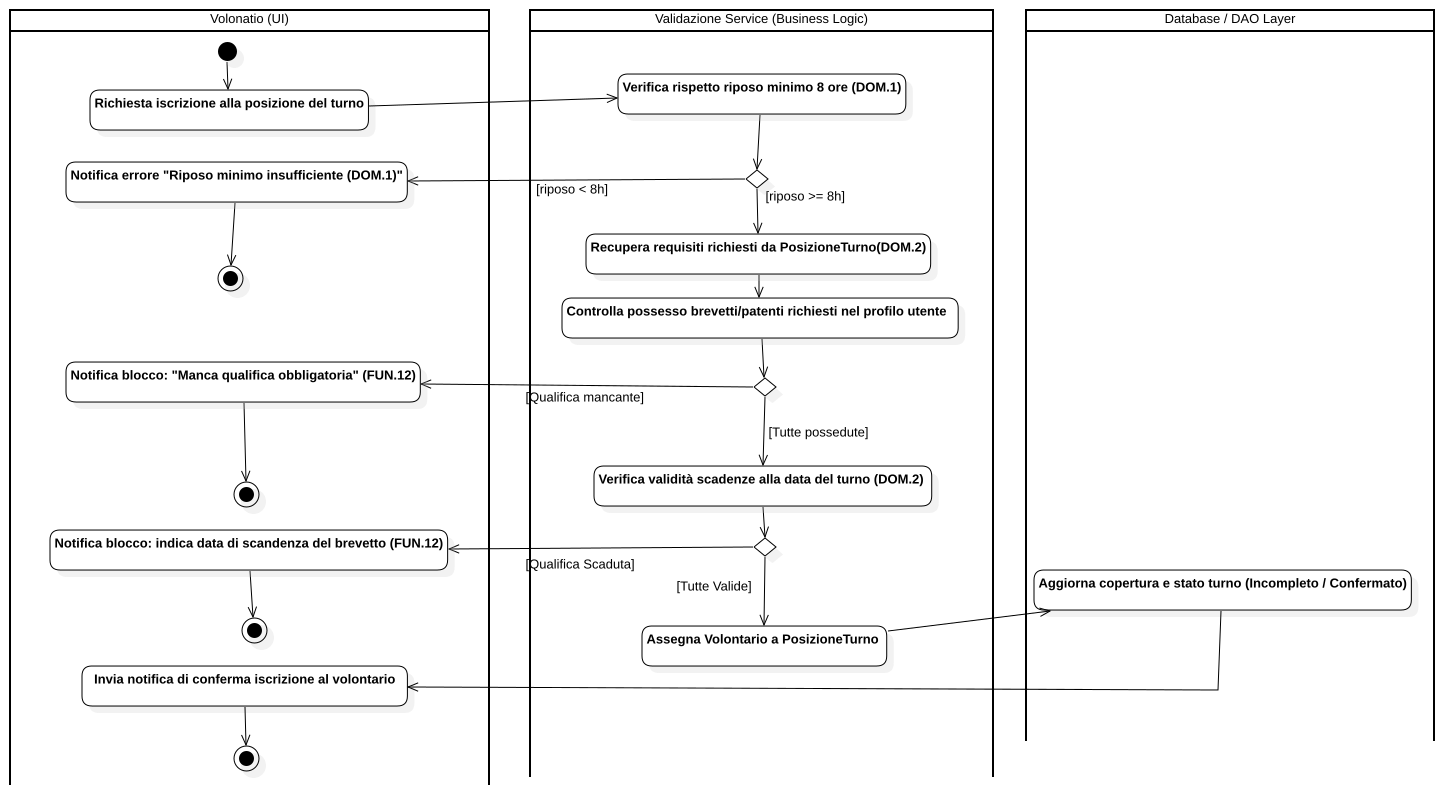 Volonatio (UI)
Validazione Service (Business Logic)
Database / DAO Layer
Richiesta iscrizione alla posizione del turno
Verifica rispetto riposo minimo 8 ore (DOM.1)
Notifica errore "Riposo minimo insufficiente (DOM.1)"
[riposo < 8h]
[riposo >= 8h]
Recupera requisiti richiesti da PosizioneTurno(DOM.2)
Controlla possesso brevetti/patenti richiesti nel profilo utente
Notifica blocco: "Manca qualifica obbligatoria" (FUN.12)
[Qualifica mancante]
[Tutte possedute]
Verifica validità scadenze alla data del turno (DOM.2)
Notifica blocco: indica data di scandenza del brevetto (FUN.12)
[Qualifica Scaduta]
[Tutte Valide]
Aggiorna copertura e stato turno (Incompleto / Confermato)
Assegna Volontario a PosizioneTurno
Invia notifica di conferma iscrizione al volontario